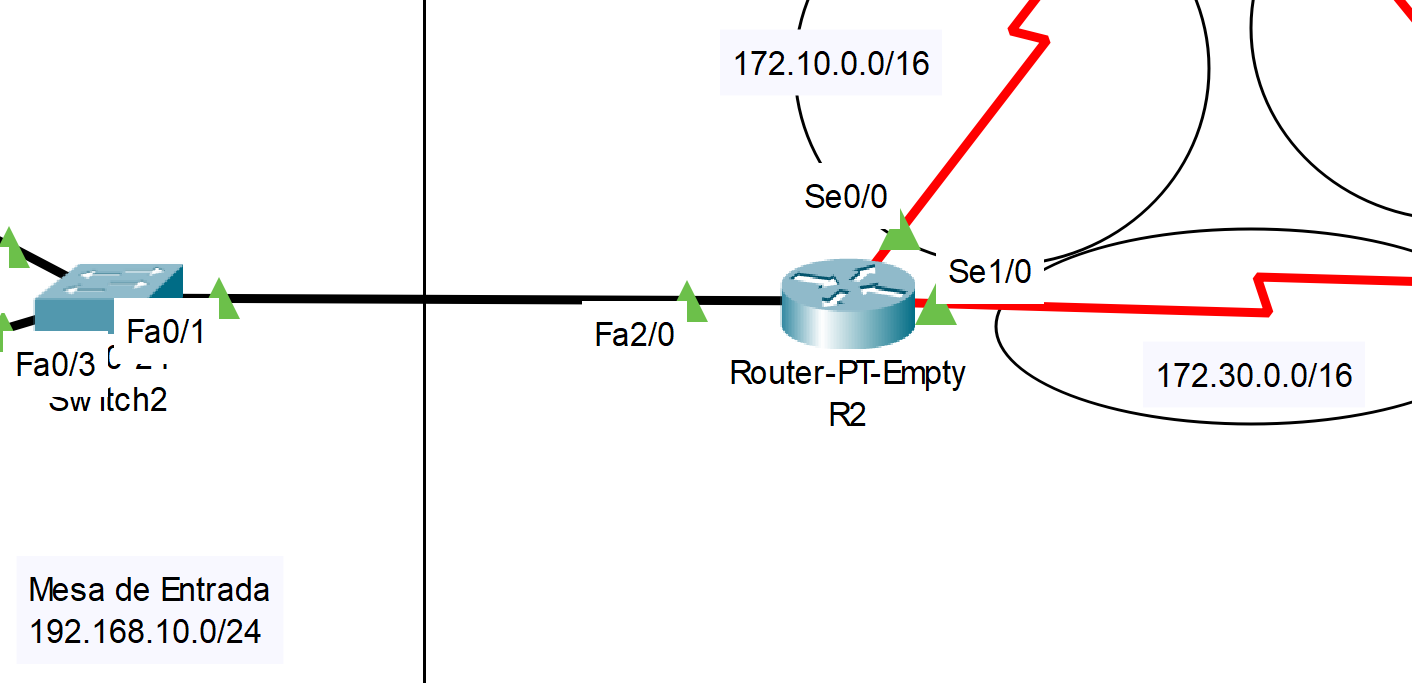 172.10.0.0/16
Se0/0
Se1/0
Fa0/1
Fa2/0
Fa0/3
Switch2
Router-PT-Empty
R2
172.30.0.0/16
Mesa de Entrada
192.168.10.0/24